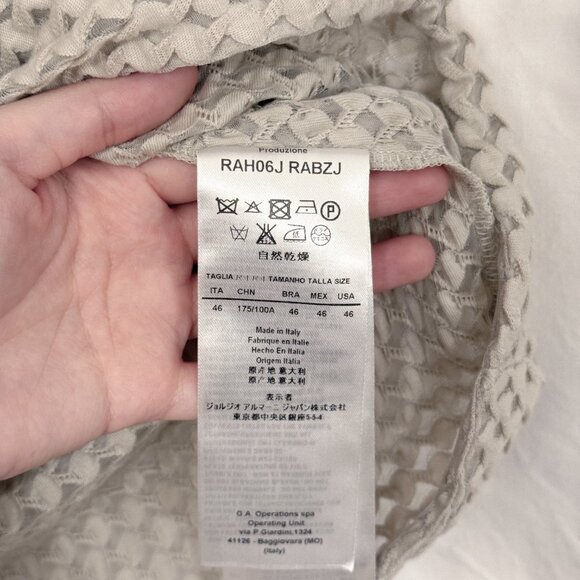 Produzione
RAH06J RABZJ
P
自然乾燥
TAGLIA TAMANHO TALLA SIZE
ITA CHN BRA MEX USA
46 175/100A 46 46 46
Made in Italy
Fabrique en Italie
Hecho En Italia
Origem Itália
原产地意大利
原產地意大利
表示者
ジョルジオ アルマーニ ジャパン株式会社
東京都中央区銀座5-5-4
G.A. Operations spa
Operating Unit
via P.Giardini,1324
41126 - Baggiovara (MO)
(Italy)